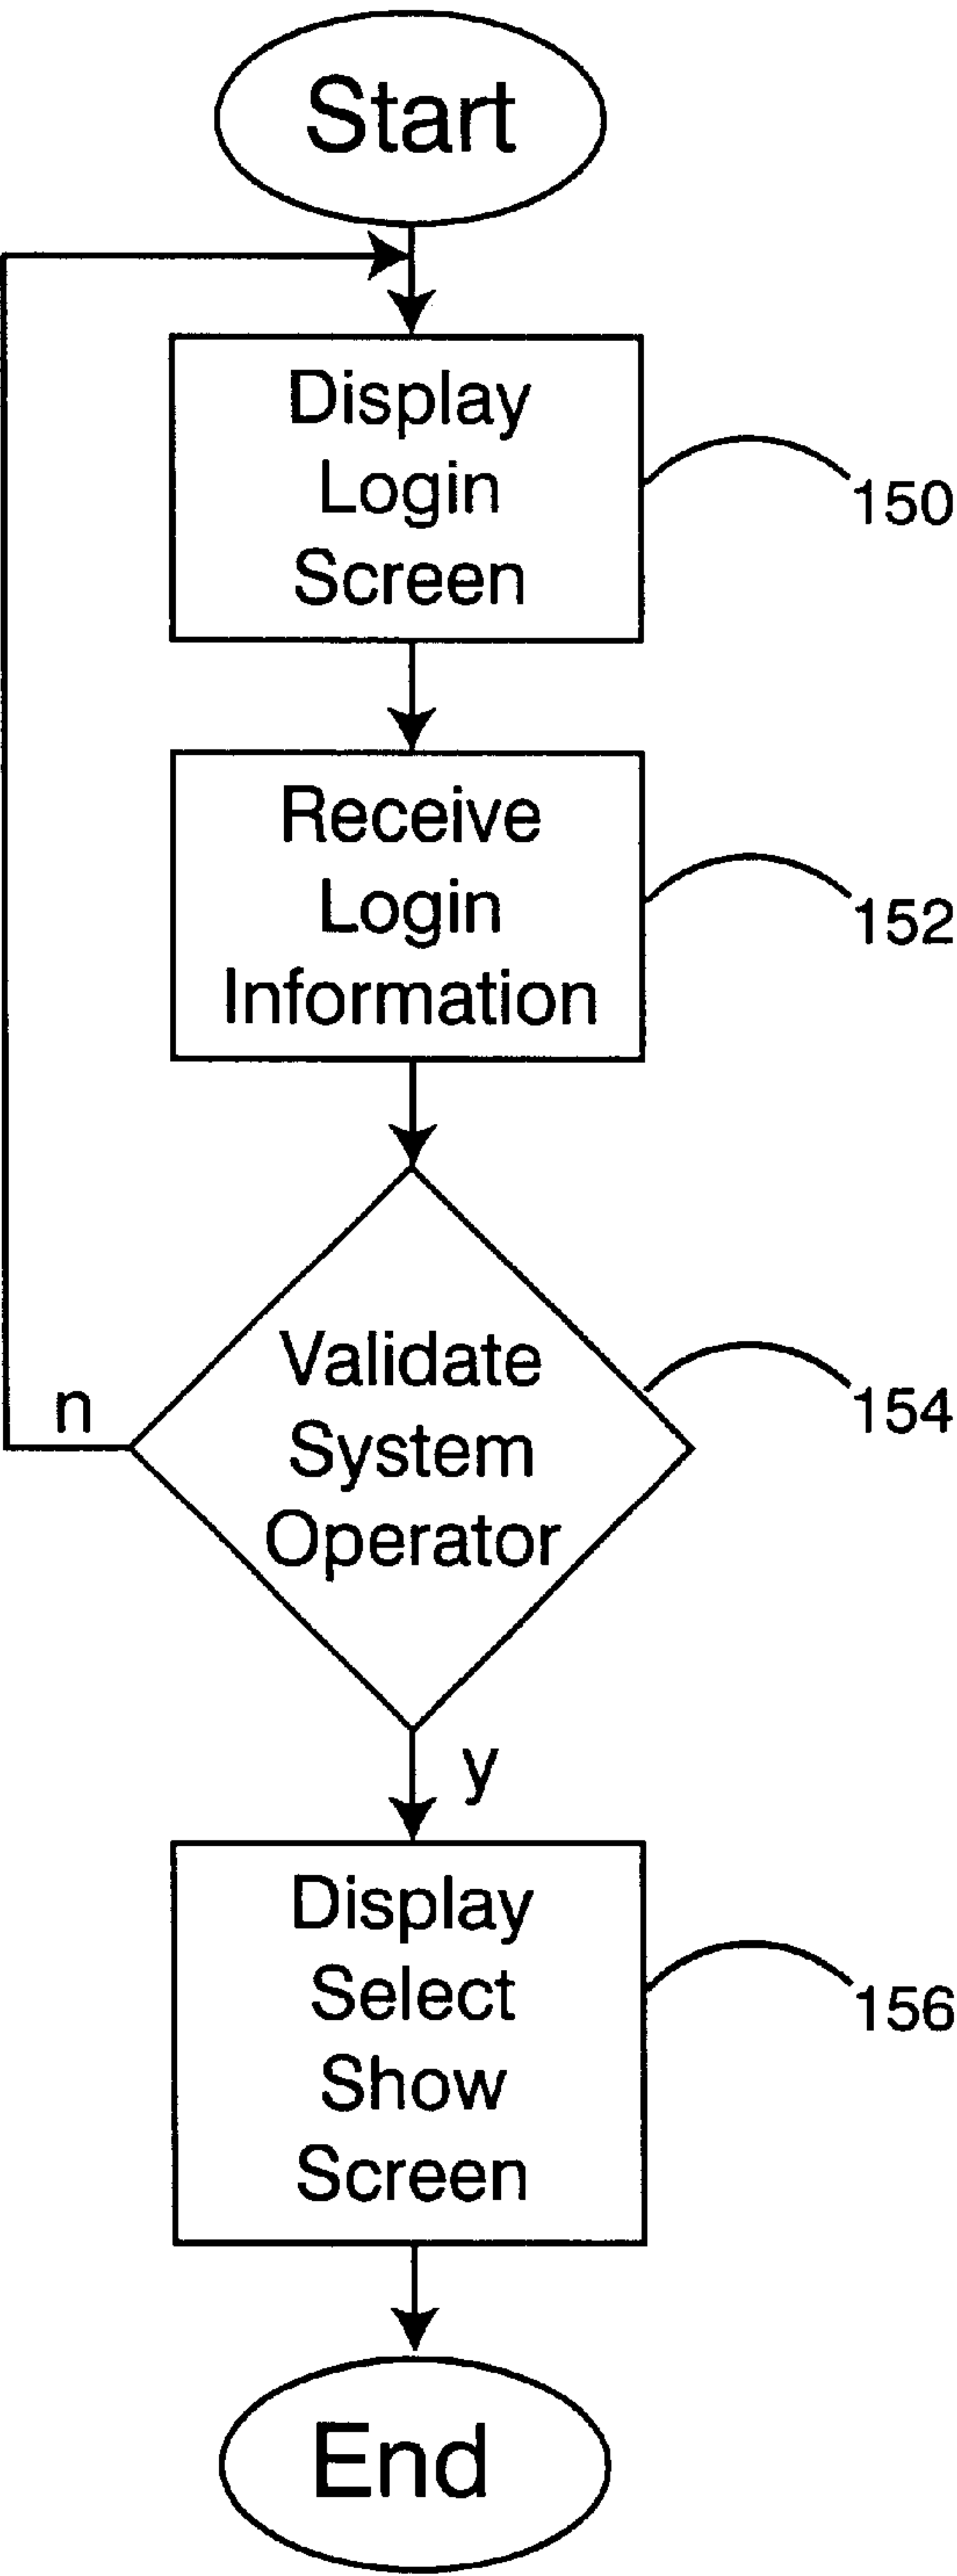 Start
Display
Login
Screen
150
Receive
Login
Information
152
Validate
System
Operator
154
n
y
Display
Select
Show
Screen
156
End